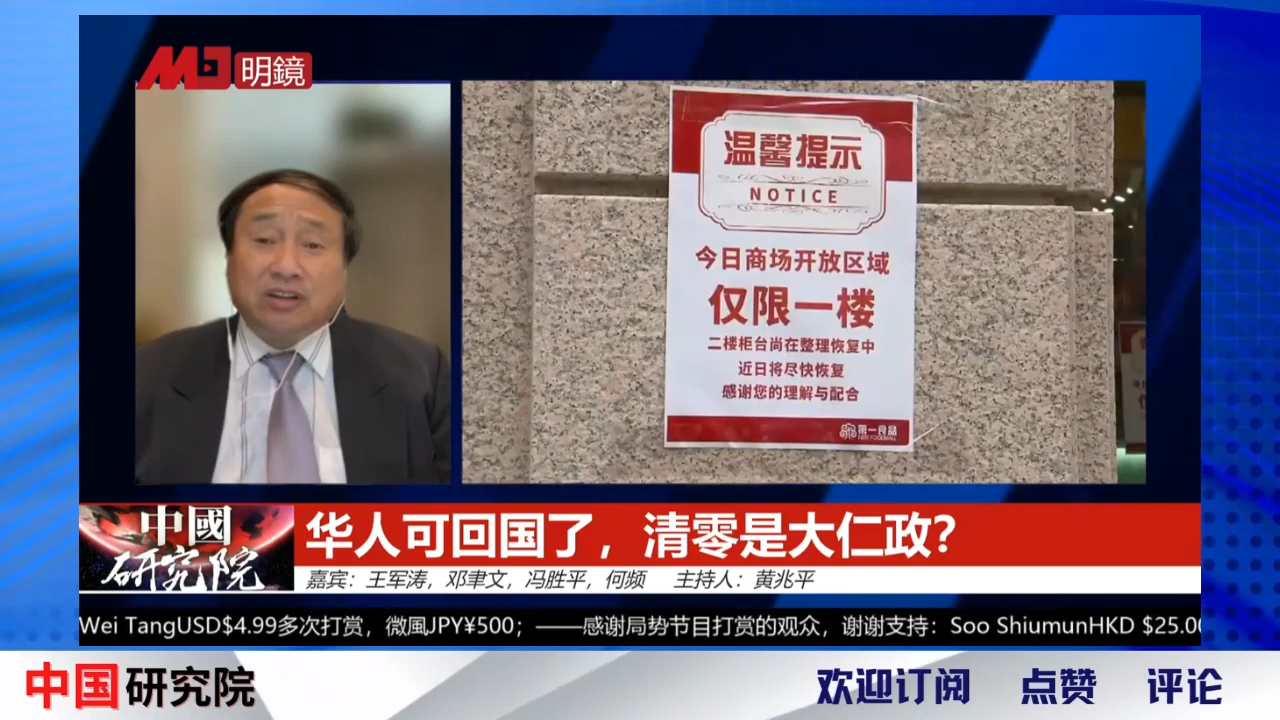 明鏡
温馨提示
NOTICE
今日商场开放区域
仅限一楼
二楼柜台尚在整理恢复中
近日将尽快恢复
感谢您的理解与配合
第一食品
中國
研究院
华人可回国了，清零是大仁政？
嘉宾：王军涛，邓聿文，冯胜平，何频 主持人：黄兆平
Wei TangUSD$4.99多次打赏，微風JPY¥500；——感谢局势节目打赏的观众，谢谢支持：Soo ShiumunHKD $25.00
中国研究院
欢迎订阅 点赞 评论